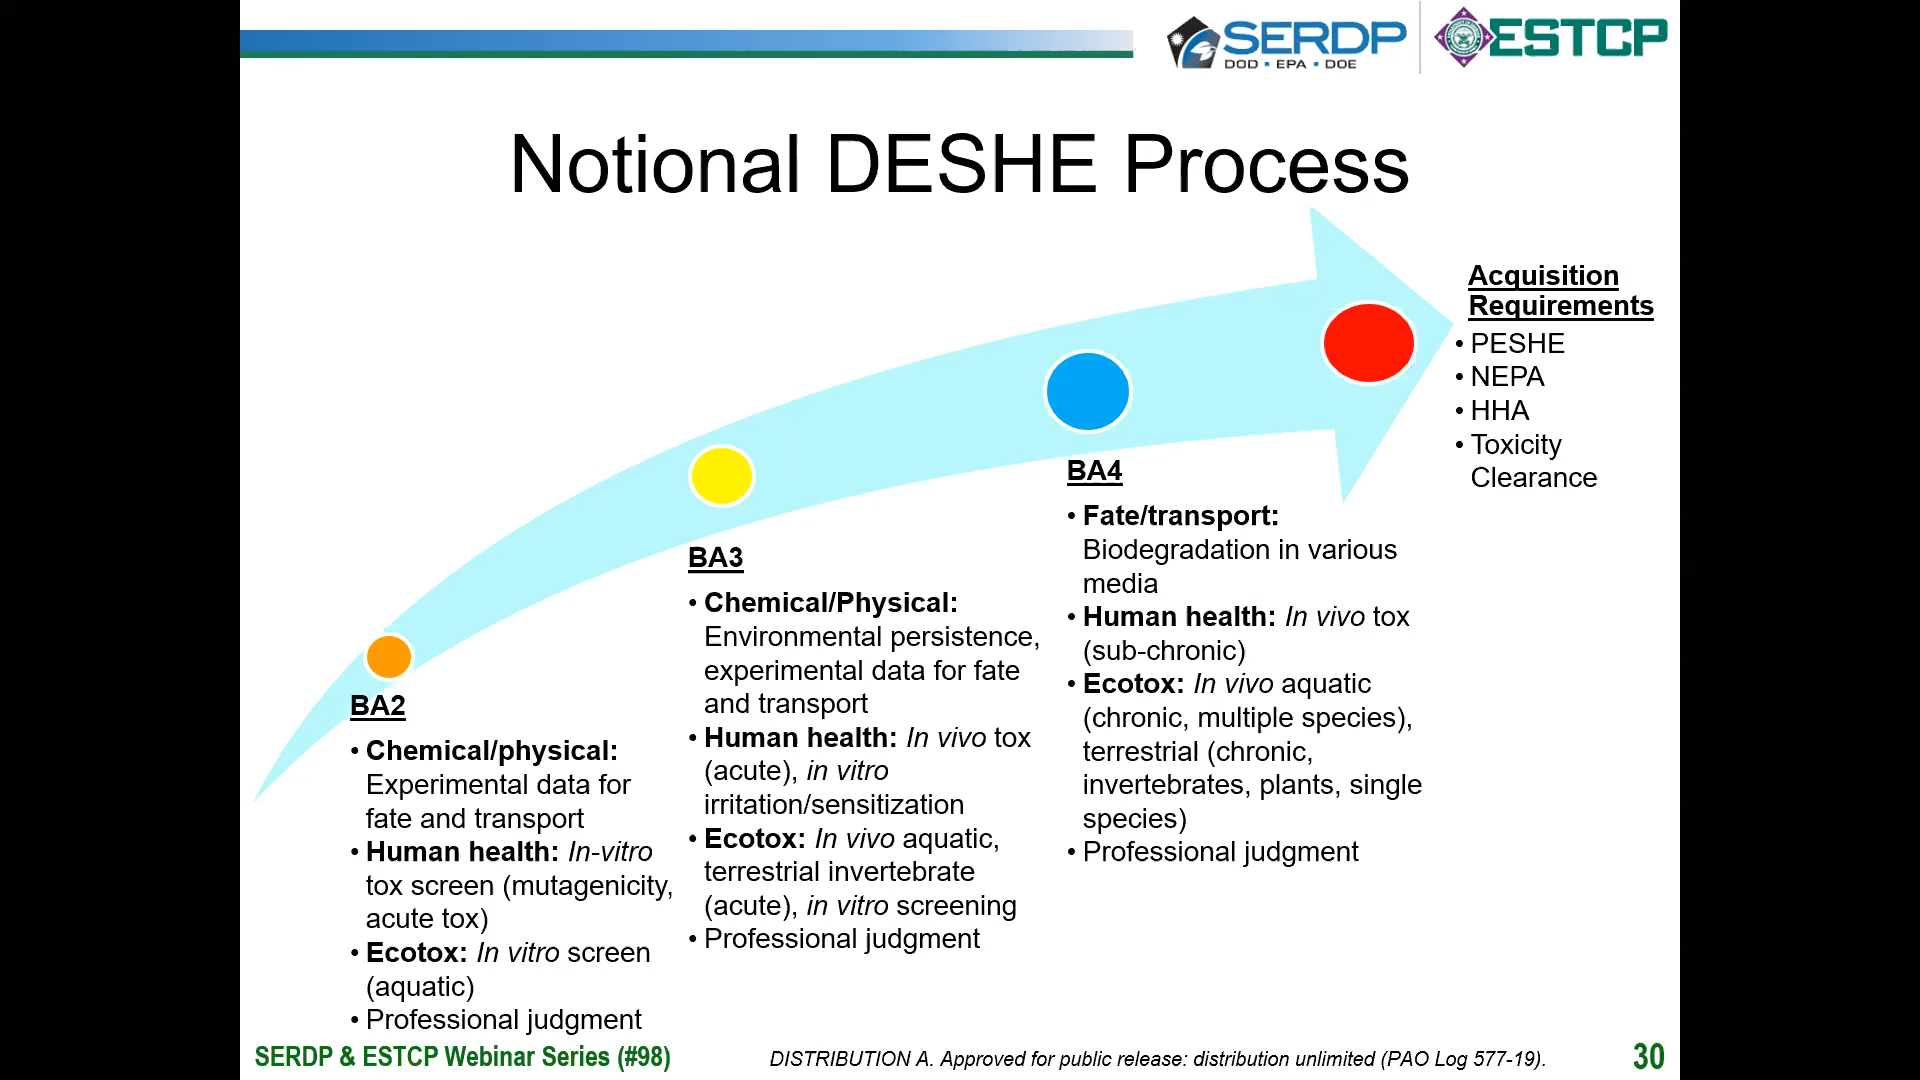 SERDP
DOD • EPA • DOE
ESTCP
Notional DESHE Process
Acquisition
Requirements
• PESHE
• NEPA
• HHA
• Toxicity
Clearance
BA4
• Fate/transport:
Biodegradation in various
media
• Human health: In vivo tox
(sub-chronic)
• Ecotox: In vivo aquatic
(chronic, multiple species),
terrestrial (chronic,
invertebrates, plants, single
species)
• Professional judgment
BA3
• Chemical/Physical:
Environmental persistence,
experimental data for fate
and transport
• Human health: In vivo tox
(acute), in vitro
irritation/sensitization
• Ecotox: In vivo aquatic,
terrestrial invertebrate
(acute), in vitro screening
• Professional judgment
BA2
• Chemical/physical:
Experimental data for
fate and transport
• Human health: In-vitro
tox screen (mutagenicity,
acute tox)
• Ecotox: In vitro screen
(aquatic)
• Professional judgment
SERDP & ESTCP Webinar Series (#98)
DISTRIBUTION A. Approved for public release: distribution unlimited (PAO Log 577-19).
30